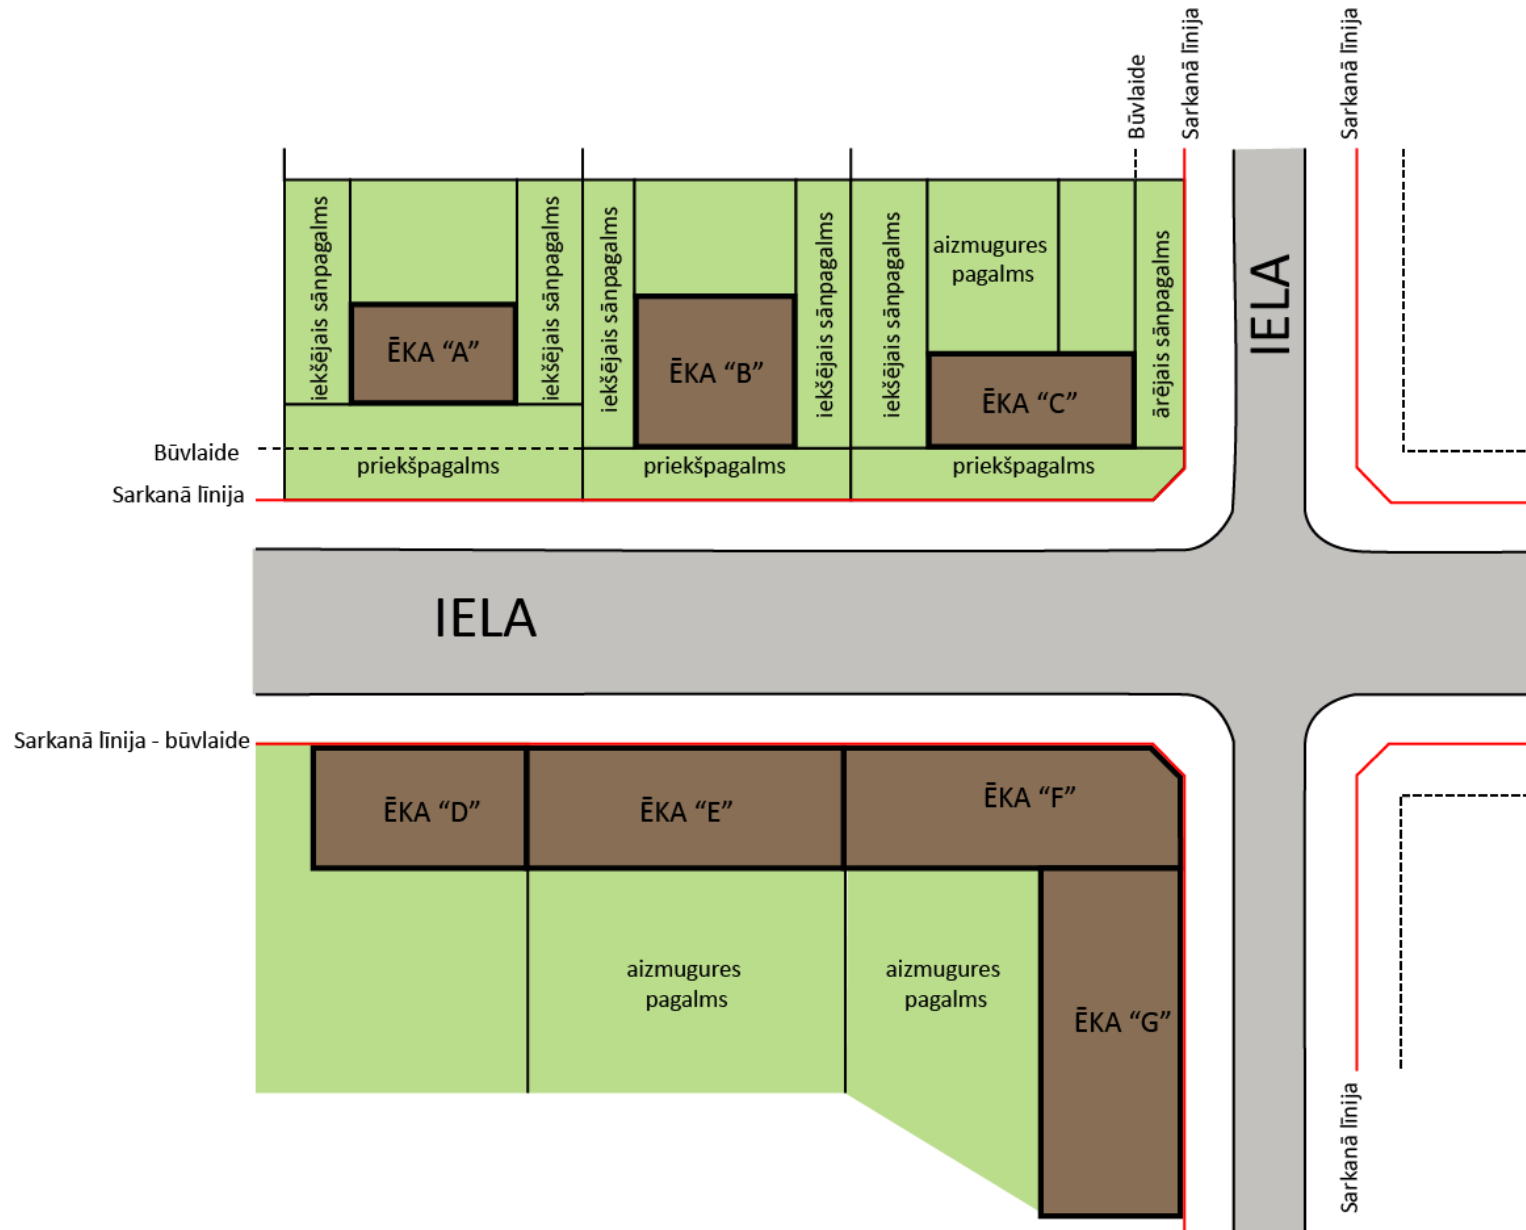 Būvlaide
Sarkanā līnija
Sarkanā līnija
iekšējais sānpagalms
iekšējais sānpagalms
iekšējais sānpagalms
iekšējais sānpagalms
iekšējais sānpagalms
aizmugures
pagalms
ārējais sānpagalms
IELA
ĒKA “A”
ĒKA “B”
ĒKA “C”
Būvlaide
priekšpagalms
priekšpagalms
priekšpagalms
Sarkanā līnija
IELA
Sarkanā līnija - būvlaide
ĒKA “D”
ĒKA “E”
ĒKA “F”
aizmugures
pagalms
aizmugures
pagalms
ĒKA “G”
Sarkanā līnija